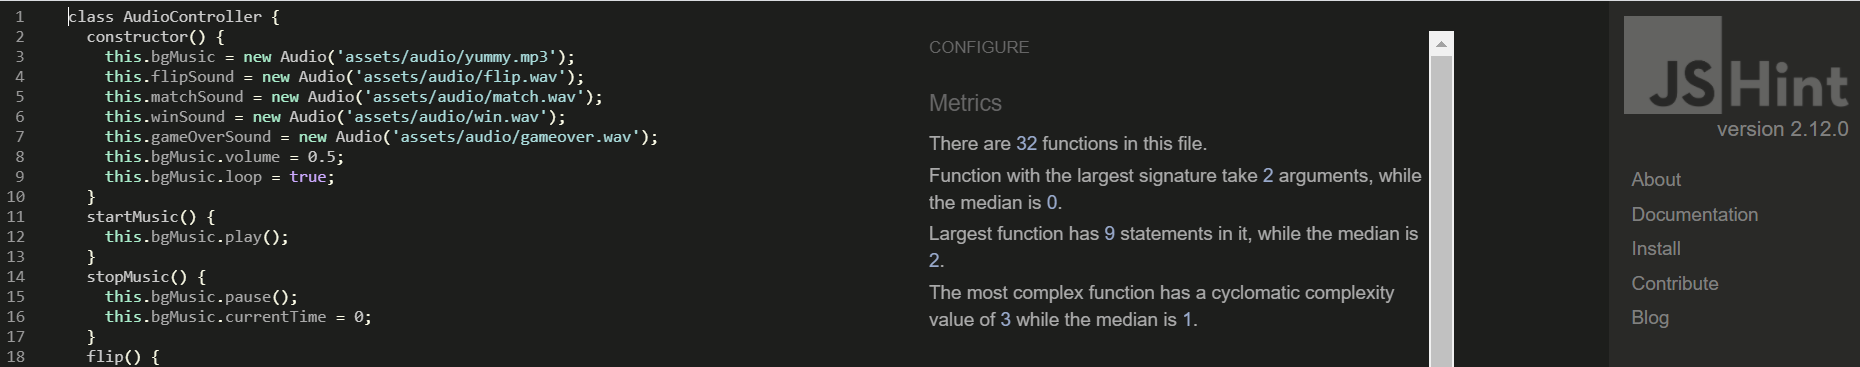 1 class AudioController {
2 constructor() {
3 this.bgMusic = new Audio('assets/audio/yummy.mp3');
4 this.flipSound = new Audio('assets/audio/flip.wav');
5 this.matchSound = new Audio('assets/audio/match.wav');
6 this.winSound = new Audio('assets/audio/win.wav');
7 this.gameOverSound = new Audio('assets/audio/gameover.wav');
8 this.bgMusic.volume = 0.5;
9 this.bgMusic.loop = true;
10 }
11 startMusic() {
12 this.bgMusic.play();
13 }
14 stopMusic() {
15 this.bgMusic.pause();
16 this.bgMusic.currentTime = 0;
17 }
18 flip() {
CONFIGURE
Metrics
There are 32 functions in this file.
Function with the largest signature take 2 arguments, while
the median is 0.
Largest function has 9 statements in it, while the median is
2.
The most complex function has a cyclomatic complexity
value of 3 while the median is 1.
JSHint
version 2.12.0
About
Documentation
Install
Contribute
Blog